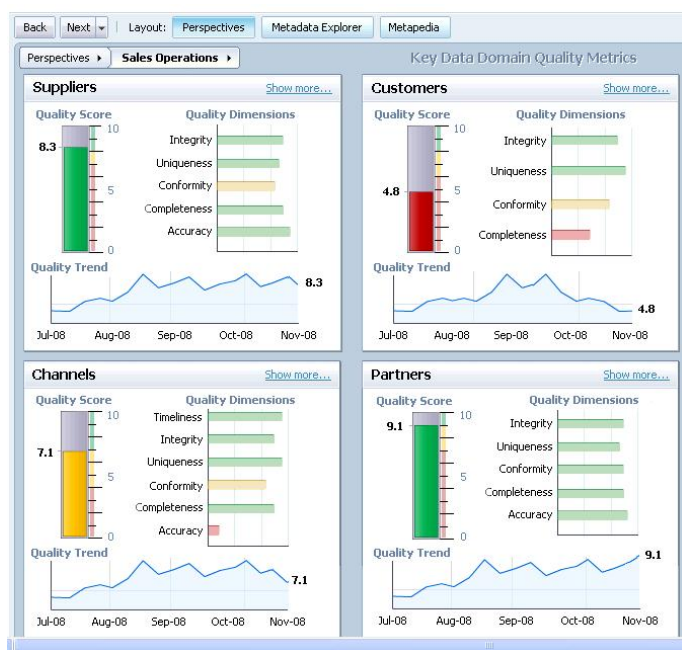 Back Next Layout: Perspectives Metadata Explorer Metapedia
Perspectives Sales Operations Key Data Domain Quality Metrics
Suppliers Show more...
Quality Score Quality Dimensions
10
8.3
5
0
Integrity
Uniqueness
Conformity
Completeness
Accuracy
Quality Trend
8.3
Jul-08 Aug-08 Sep-08 Oct-08 Nov-08
Customers Show more...
Quality Score Quality Dimensions
10
4.8
5
0
Integrity
Uniqueness
Conformity
Completeness
Quality Trend
4.8
Jul-08 Aug-08 Sep-08 Oct-08 Nov-08
Channels Show more...
Quality Score Quality Dimensions
10
7.1
5
0
Timeliness
Integrity
Uniqueness
Conformity
Completeness
Accuracy
Quality Trend
7.1
Jul-08 Aug-08 Sep-08 Oct-08 Nov-08
Partners Show more...
Quality Score Quality Dimensions
10
9.1
5
0
Integrity
Uniqueness
Conformity
Completeness
Accuracy
Quality Trend
9.1
Jul-08 Aug-08 Sep-08 Oct-08 Nov-08